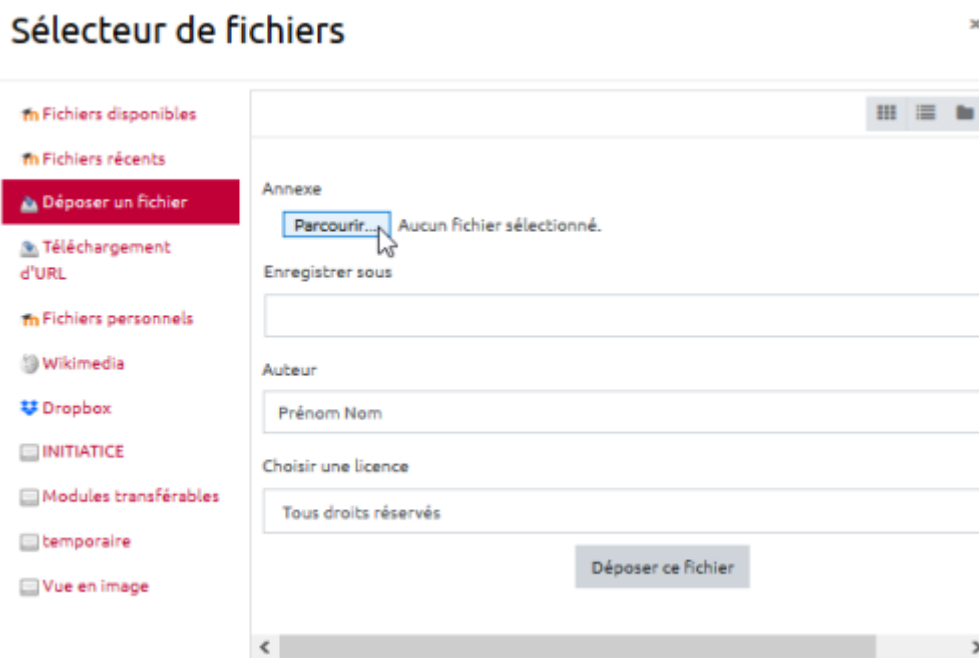 Sélecteur de fichiers
Fichiers disponibles
Fichiers récents
Déposer un fichier
Téléchargement
d'URL
Fichiers personnels
Wikimedia
Dropbox
INITIATICE
Modules transférables
temporaire
Vue en image
Annexe
Parcourir... Aucun fichier sélectionné.
Enregistrer sous
Auteur
Prénom Nom
Choisir une licence
Tous droits réservés
Déposer ce fichier